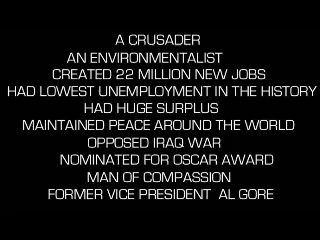 A CRUSADER
AN ENVIRONMENTALIST
CREATED 22 MILLION NEW JOBS
HAD LOWEST UNEMPLOYMENT IN THE HISTORY
HAD HUGE SURPLUS
MAINTAINED PEACE AROUND THE WORLD
OPPOSED IRAQ WAR
NOMINATED FOR OSCAR AWARD
MAN OF COMPASSION
FORMER VICE PRESIDENT AL GORE